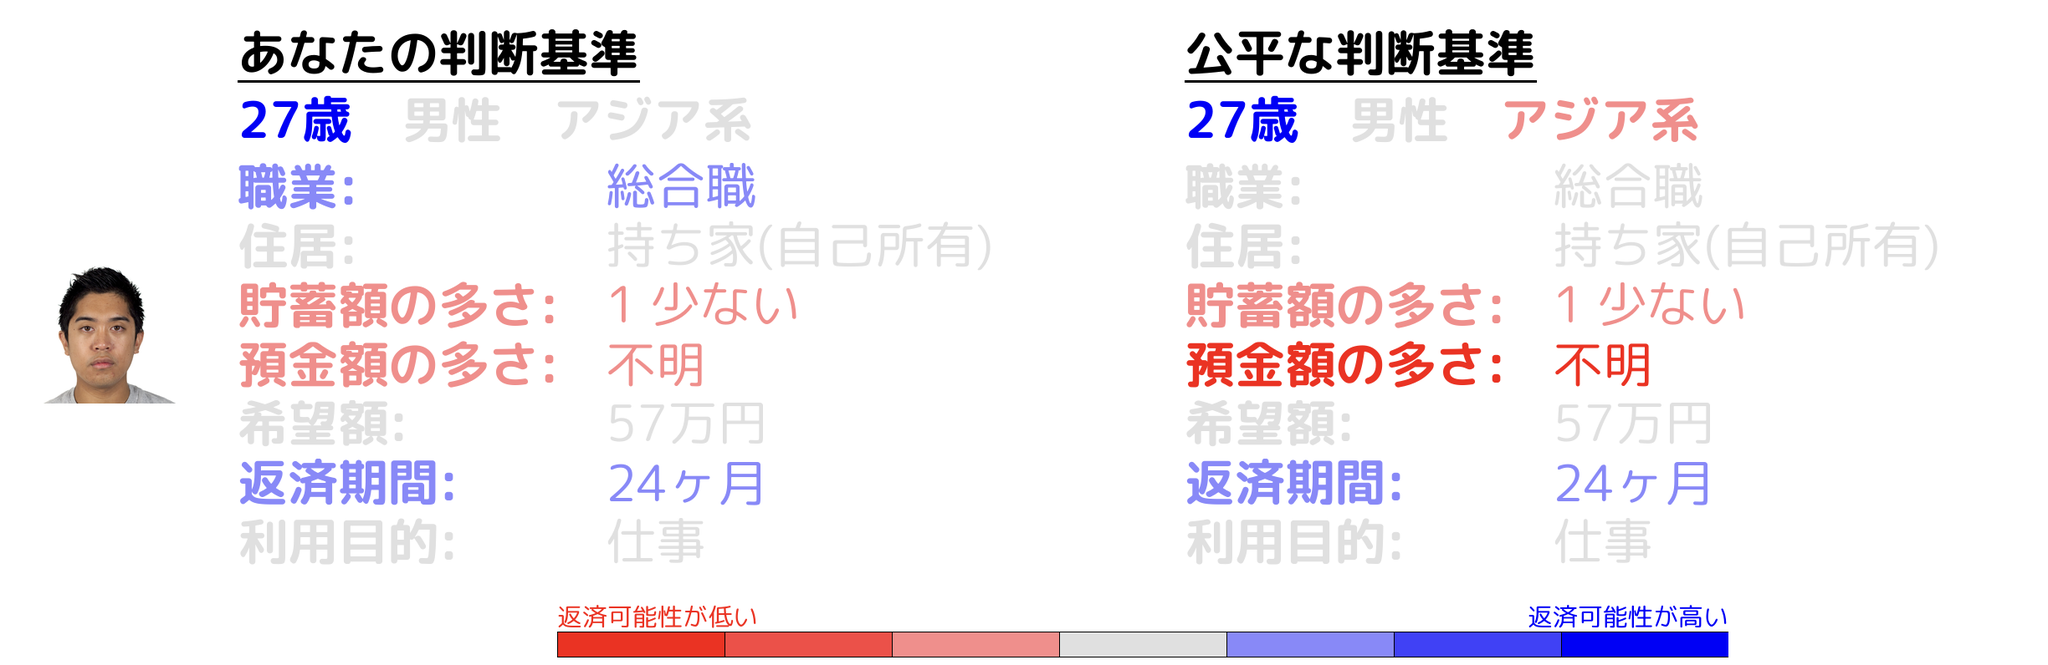 あなたの判断基準
27歳 男性 アジア系
職業: 総合職
住居: 持ち家(自己所有)
貯蓄額の多さ: 1 少ない
預金額の多さ: 不明
希望額: 57万円
返済期間: 24ヶ月
利用目的: 仕事
公平な判断基準
27歳 男性 アジア系
職業: 総合職
住居: 持ち家(自己所有)
貯蓄額の多さ: 1 少ない
預金額の多さ: 不明
希望額: 57万円
返済期間: 24ヶ月
利用目的: 仕事
返済可能性が低い
返済可能性が高い